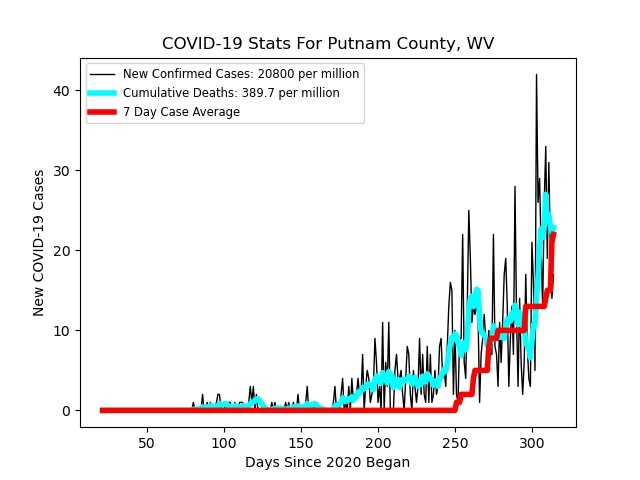 COVID-19 Stats For Putnam County, WV
New Confirmed Cases: 20800 per million
Cumulative Deaths: 389.7 per million
7 Day Case Average
40
30
20
10
0
New COVID-19 Cases
50 100 150 200 250 300
Days Since 2020 Began